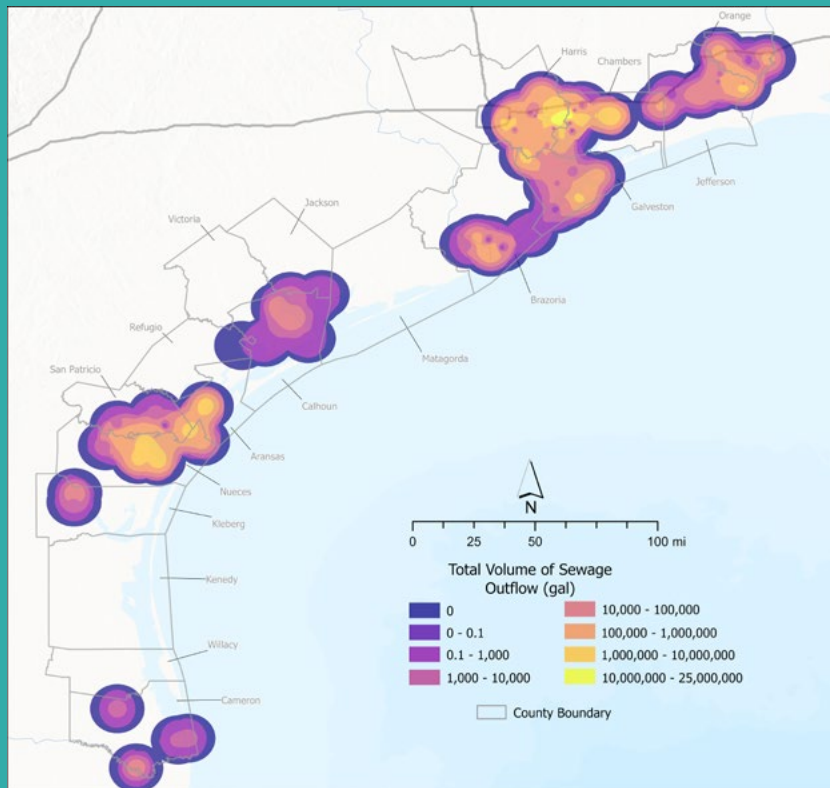 Orange
Harris
Chambers
Jefferson
Galveston
Jackson
Victoria
Brazoria
Refugio
Matagorda
San Patricio
Calhoun
Aransas
Nueces
Kleberg
Kenedy
Willacy
Cameron
N
0 25 50 100 mi
Total Volume of Sewage
Outflow (gal)
0
0 - 0.1
0.1 - 1,000
1,000 - 10,000
10,000 - 100,000
100,000 - 1,000,000
1,000,000 - 10,000,000
10,000,000 - 25,000,000
County Boundary